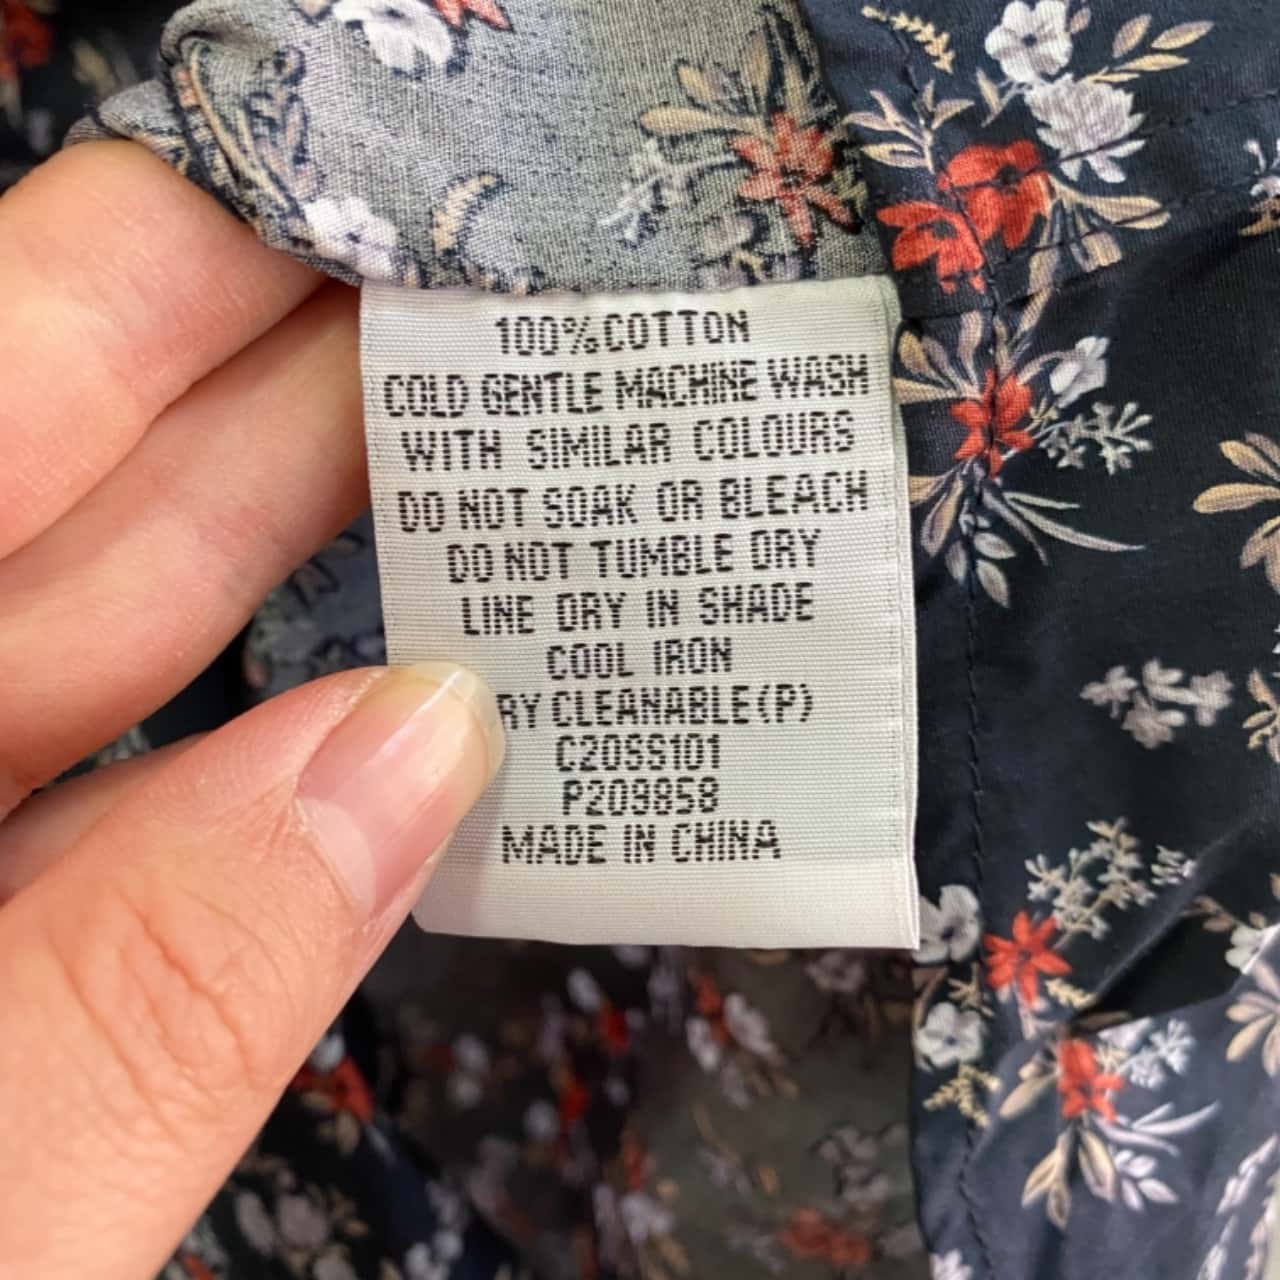 100%COTTON
COLD GENTLE MACHINE WASH
WITH SIMILAR COLOURS
DO NOT SOAK OR BLEACH
DO NOT TUMBLE DRY
LINE DRY IN SHADE
COOL IRON
RY CLEANABLE(P)
C20SS101
P209858
MADE IN CHINA